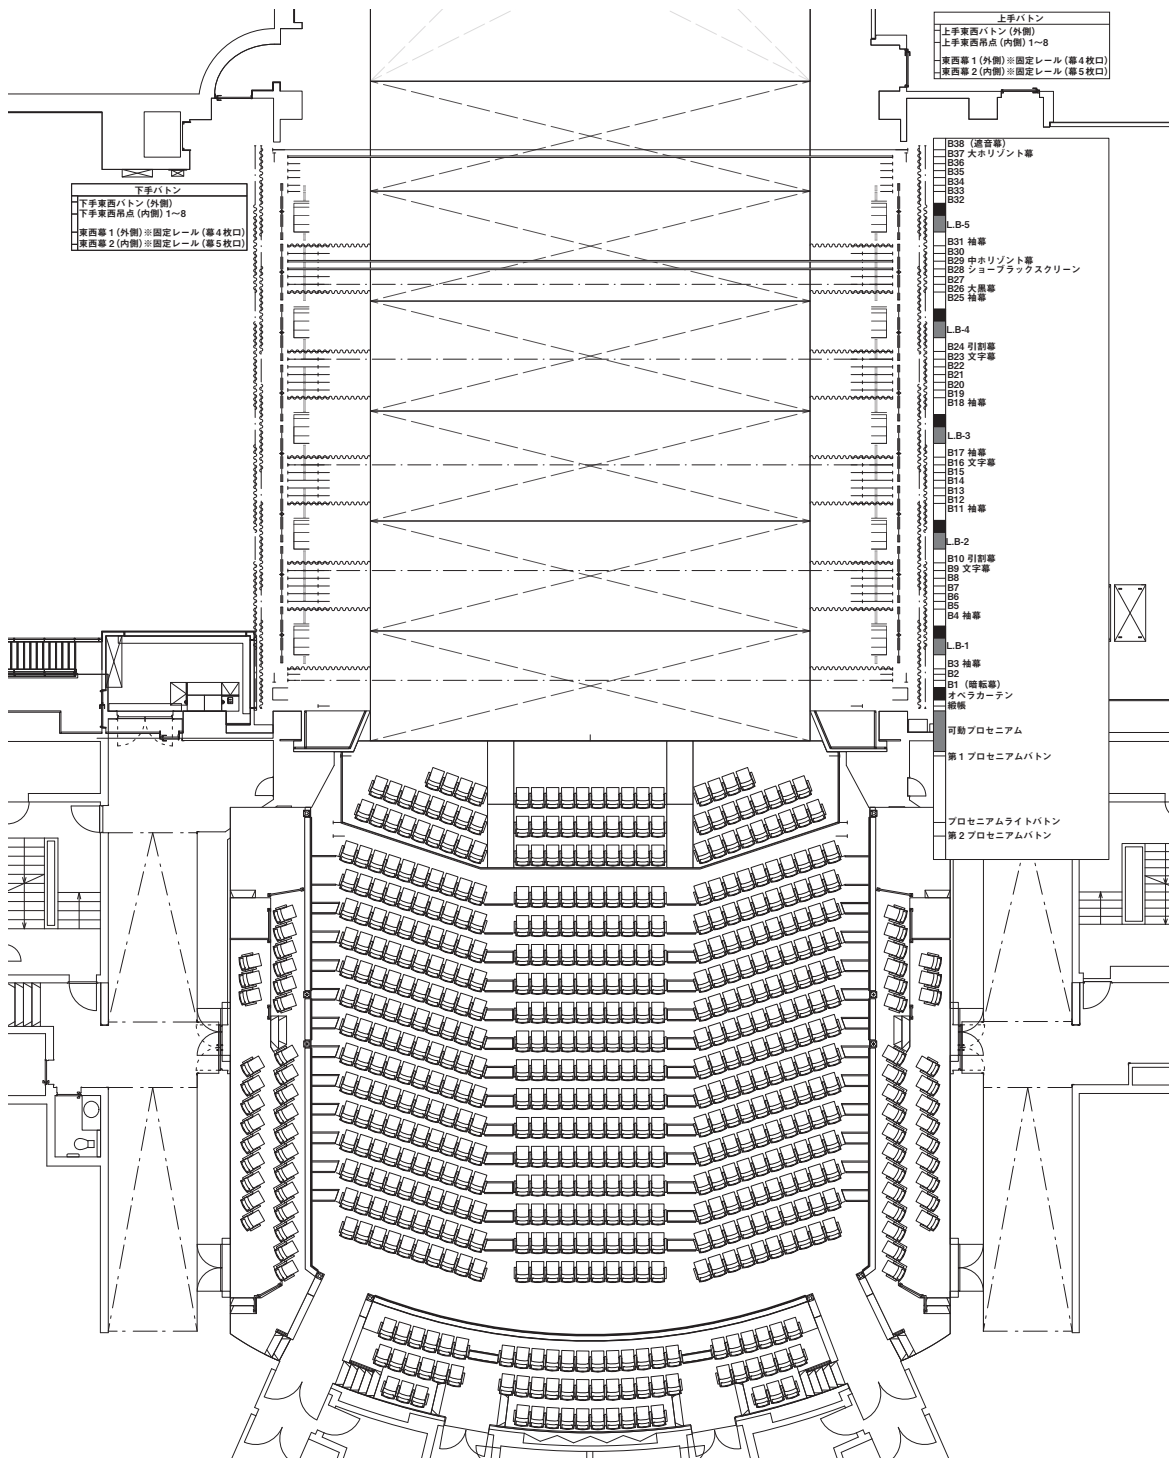 上手バトン
上手東西バトン (外側)
上手東西吊点 (内側) 1〜8
東西幕 1 (外側) ※固定レール (幕4枚口)
東西幕 2 (内側) ※固定レール (幕5枚口)
下手バトン
下手東西バトン (外側)
下手東西吊点 (内側) 1〜8
東西幕 1 (外側) ※固定レール (幕4枚口)
東西幕 2 (内側) ※固定レール (幕5枚口)
B38 (遮音幕)
B37 大ホリゾント幕
B36
B35
B34
B33
B32
L.B-5
B31 袖幕
B30
B29 中ホリゾント幕
B28 ショーブラックスクリーン
B27
B26 大黒幕
B25 袖幕
L.B-4
B24 引割幕
B23 文字幕
B22
B21
B20
B19
B18 袖幕
L.B-3
B17 袖幕
B16 文字幕
B15
B14
B13
B12
B11 袖幕
L.B-2
B10 引割幕
B9 文字幕
B8
B7
B6
B5
B4 袖幕
L.B-1
B3 袖幕
B2
B1 (暗転幕)
オペラカーテン
緞帳
可動プロセニアム
第1プロセニアムバトン
プロセニアムライトバトン
第2プロセニアムバトン